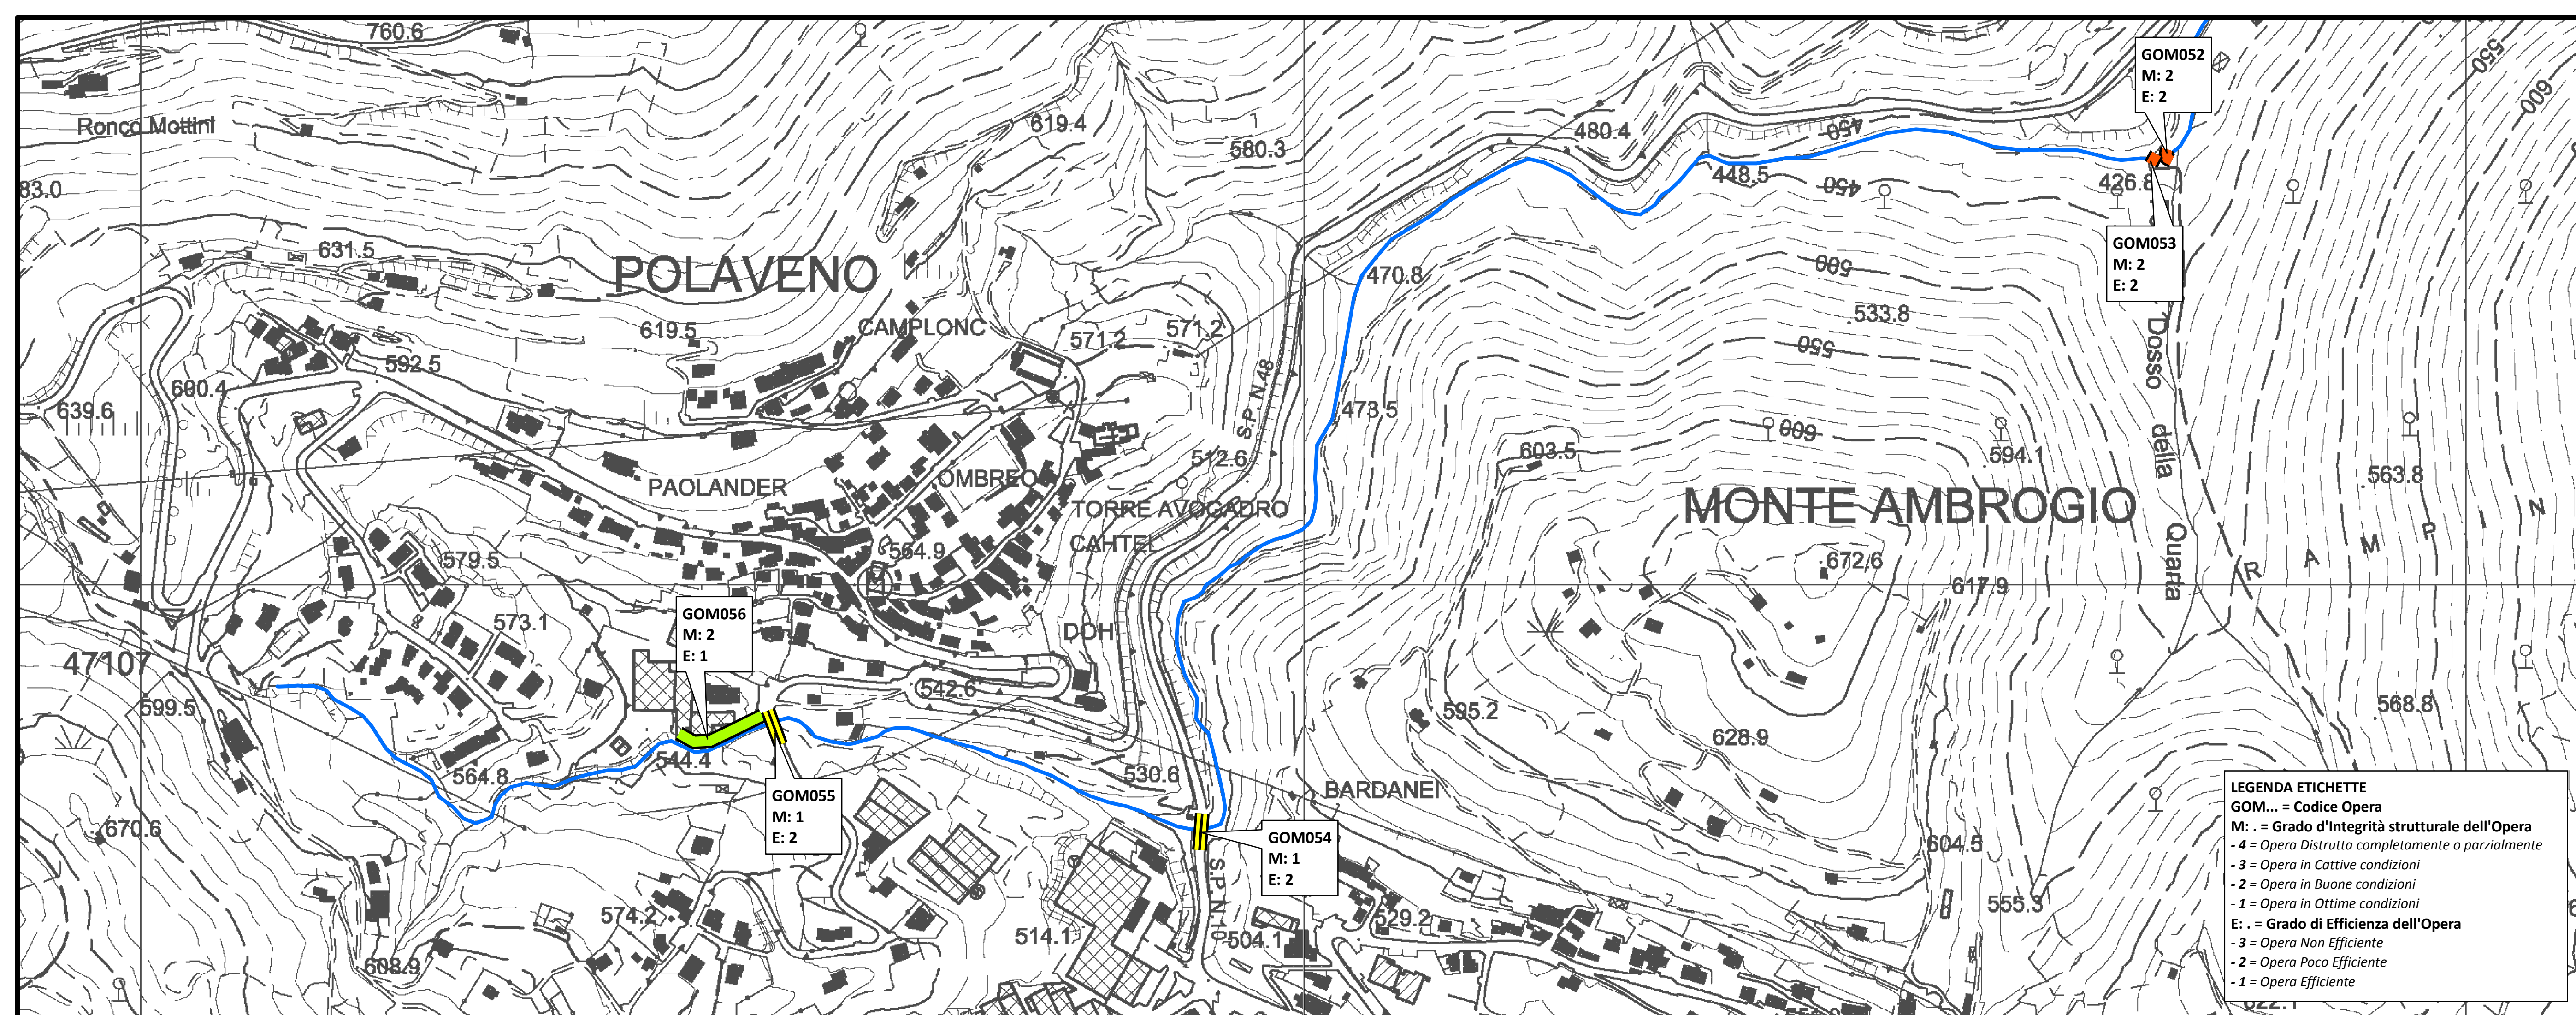 760.6
550
GOM052
M: 2
E: 2
600
Ronco Mottini
619.4
480.4
450
580.3
83.0
448.5
450
426.8
GOM053
M: 2
E: 2
631.5
POLAVENO
470.8
500
533.8
619.5
CAMPLONC
571.2
571.2
592.5
550
Dosso della Quarta
600.4
639.6
S.P. N.48
473.5
600
603.5
594.1
512.6
563.8
PAOLANDER
OMBREO
TORRE AVOGADRO
MONTE AMBROGIO
CAHTEL
564.9
579.5
672.6
R A M P I N
617.9
GOM056
M: 2
E: 1
573.1
DOH
47107
542.6
599.5
595.2
568.8
628.9
544.4
564.8
530.6
BARDANEI
GOM055
M: 1
E: 2
670.6
GOM054
M: 1
E: 2
604.5
S.P. N. 10
574.2
529.2
555.3
514.1
504.1
608.9
622.1
LEGENDA ETICHETTE
GOM... = Codice Opera
M: . = Grado d'Integrità strutturale dell'Opera
- 4 = Opera Distrutta completamente o parzialmente
- 3 = Opera in Cattive condizioni
- 2 = Opera in Buone condizioni
- 1 = Opera in Ottime condizioni
E: . = Grado di Efficienza dell'Opera
- 3 = Opera Non Efficiente
- 2 = Opera Poco Efficiente
- 1 = Opera Efficiente